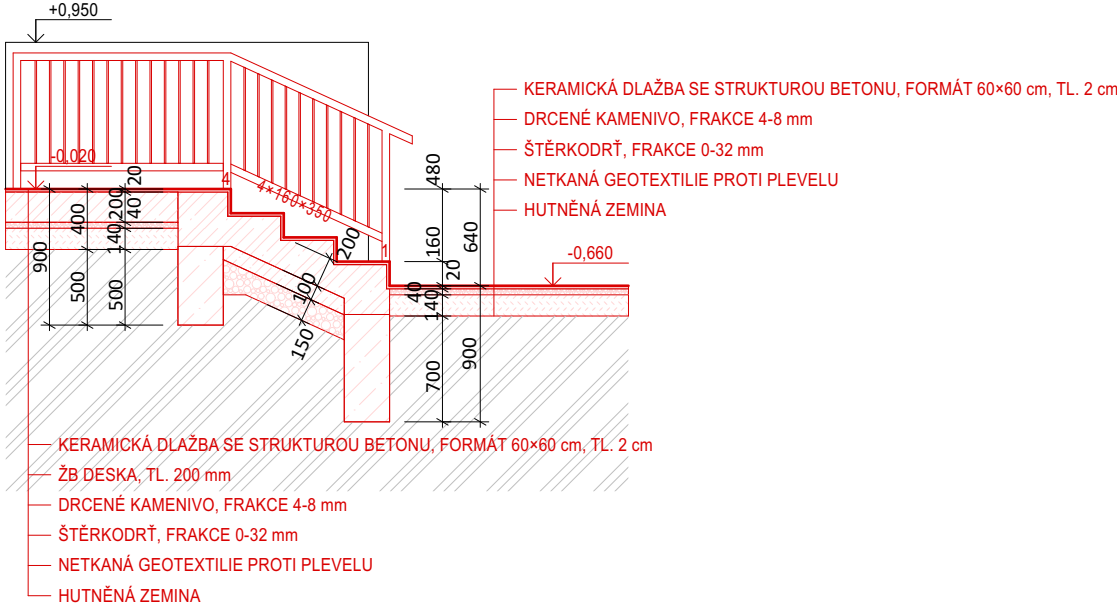 +0,950
KERAMICKÁ DLAŽBA SE STRUKTUROU BETONU, FORMÁT 60×60 cm, TL. 2 cm
DRCENÉ KAMENIVO, FRAKCE 4-8 mm
ŠTĚRKODRŤ, FRAKCE 0-32 mm
NETKANÁ GEOTEXTILIE PROTI PLEVELU
HUTNĚNÁ ZEMINA
-0,020
20
200
40
140
400
900
500
500
4
4×160×350
1
200
100
150
480
160
640
20
40
140
700
900
-0,660
KERAMICKÁ DLAŽBA SE STRUKTUROU BETONU, FORMÁT 60×60 cm, TL. 2 cm
ŽB DESKA, TL. 200 mm
DRCENÉ KAMENIVO, FRAKCE 4-8 mm
ŠTĚRKODRŤ, FRAKCE 0-32 mm
NETKANÁ GEOTEXTILIE PROTI PLEVELU
HUTNĚNÁ ZEMINA